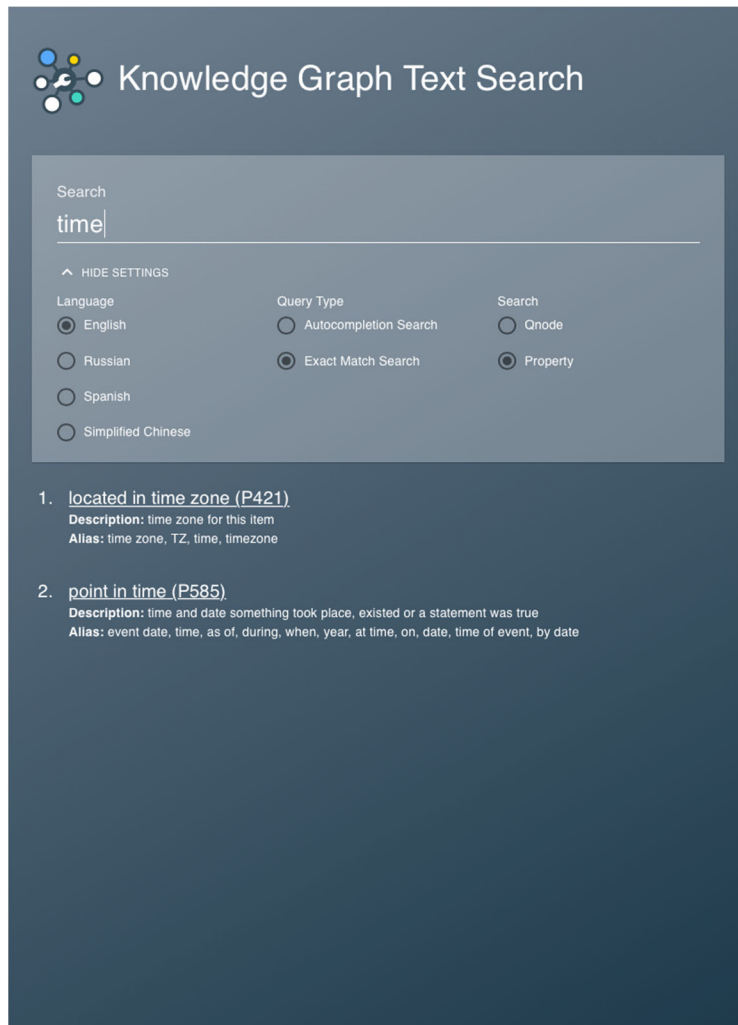 Knowledge Graph Text Search
Search
time
HIDE SETTINGS
Language Query Type Search
English Autocompletion Search Qnode
Russian Exact Match Search Property
Spanish
Simplified Chinese
1. located in time zone (P421)
Description: time zone for this item
Alias: time zone, TZ, time, timezone
2. point in time (P585)
Description: time and date something took place, existed or a statement was true
Alias: event date, time, as of, during, when, year, at time, on, date, time of event, by date